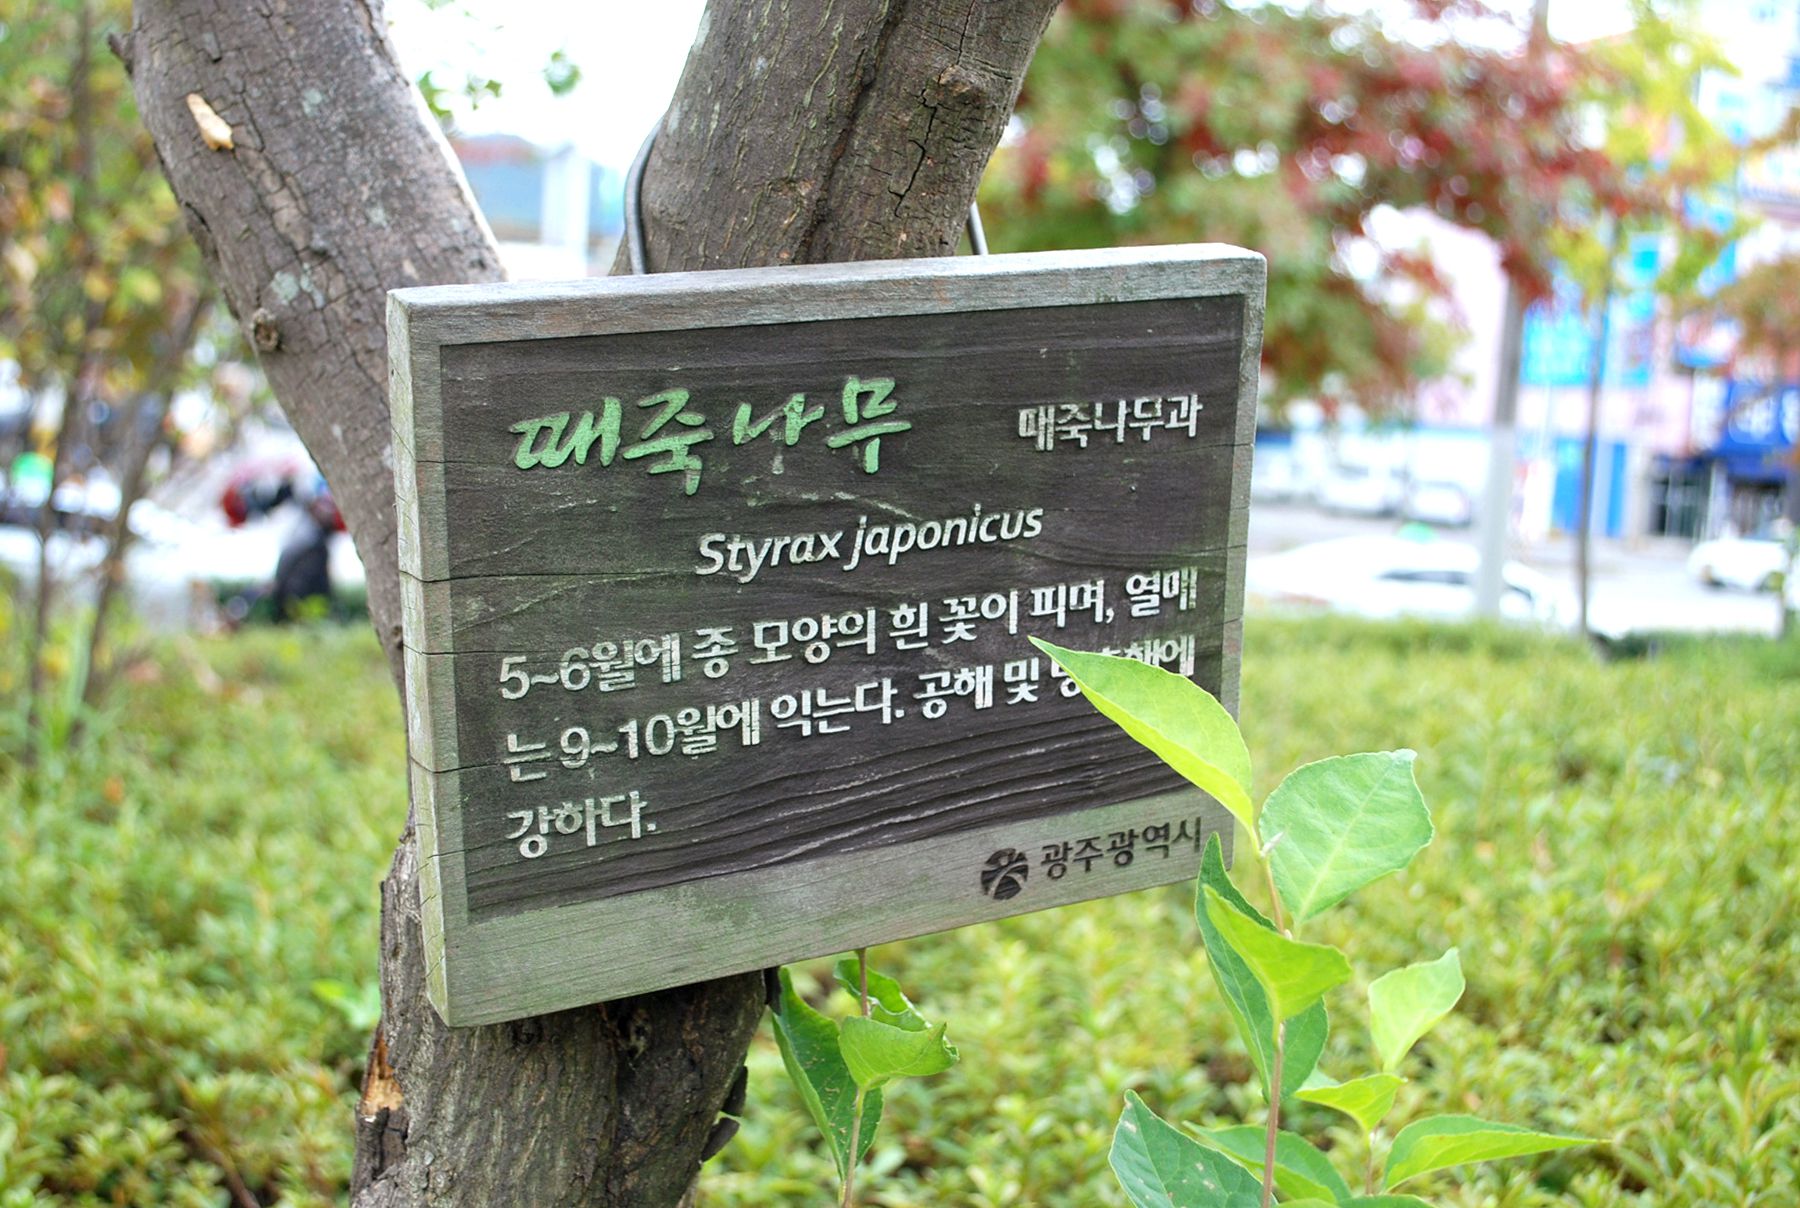 때죽나무 때죽나무과
Styrax japonicus
5~6월에 종 모양의 흰 꽃이 피며, 열매
는 9~10월에 익는다. 공해 및
강하다.
광주광역시